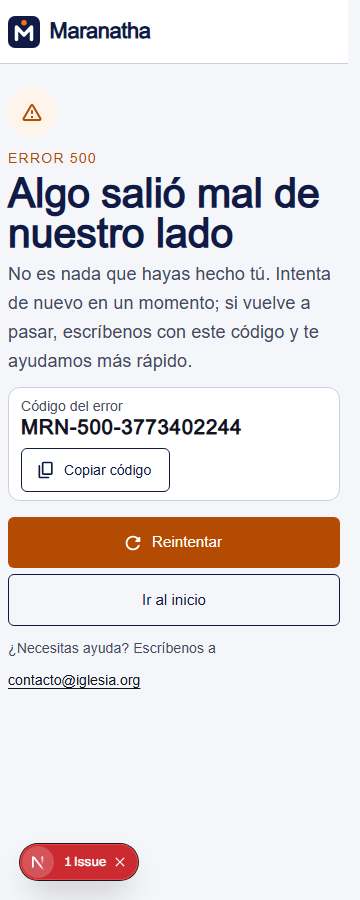 Maranatha
ERROR 500
Algo salió mal de
nuestro lado
No es nada que hayas hecho tú. Intenta
de nuevo en un momento; si vuelve a
pasar, escríbenos con este código y te
ayudamos más rápido.
Código del error
MRN-500-3773402244
Copiar código
Reintentar
Ir al inicio
¿Necesitas ayuda? Escríbenos a
contacto@iglesia.org
1 Issue